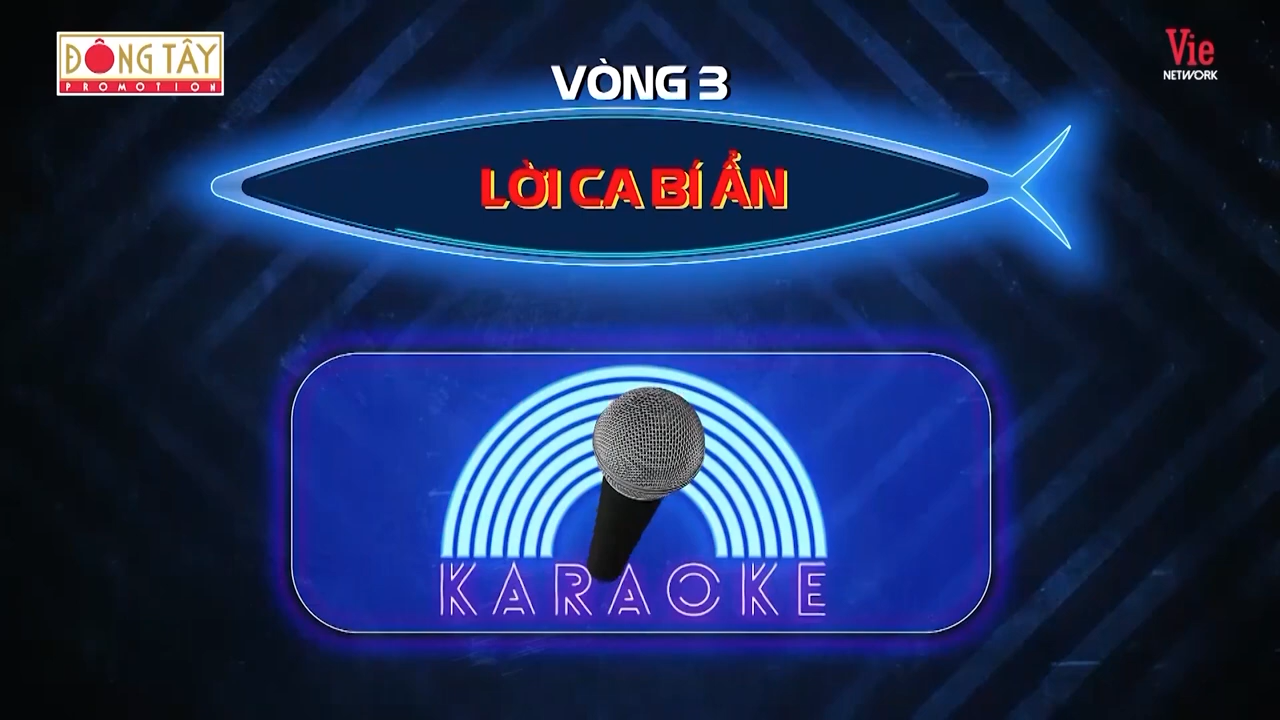 ĐÔNG TÂY
PROMOTION
Vie
NETWORK
VÒNG 3
LỜI CA BÍ ẨN
KARAOKE